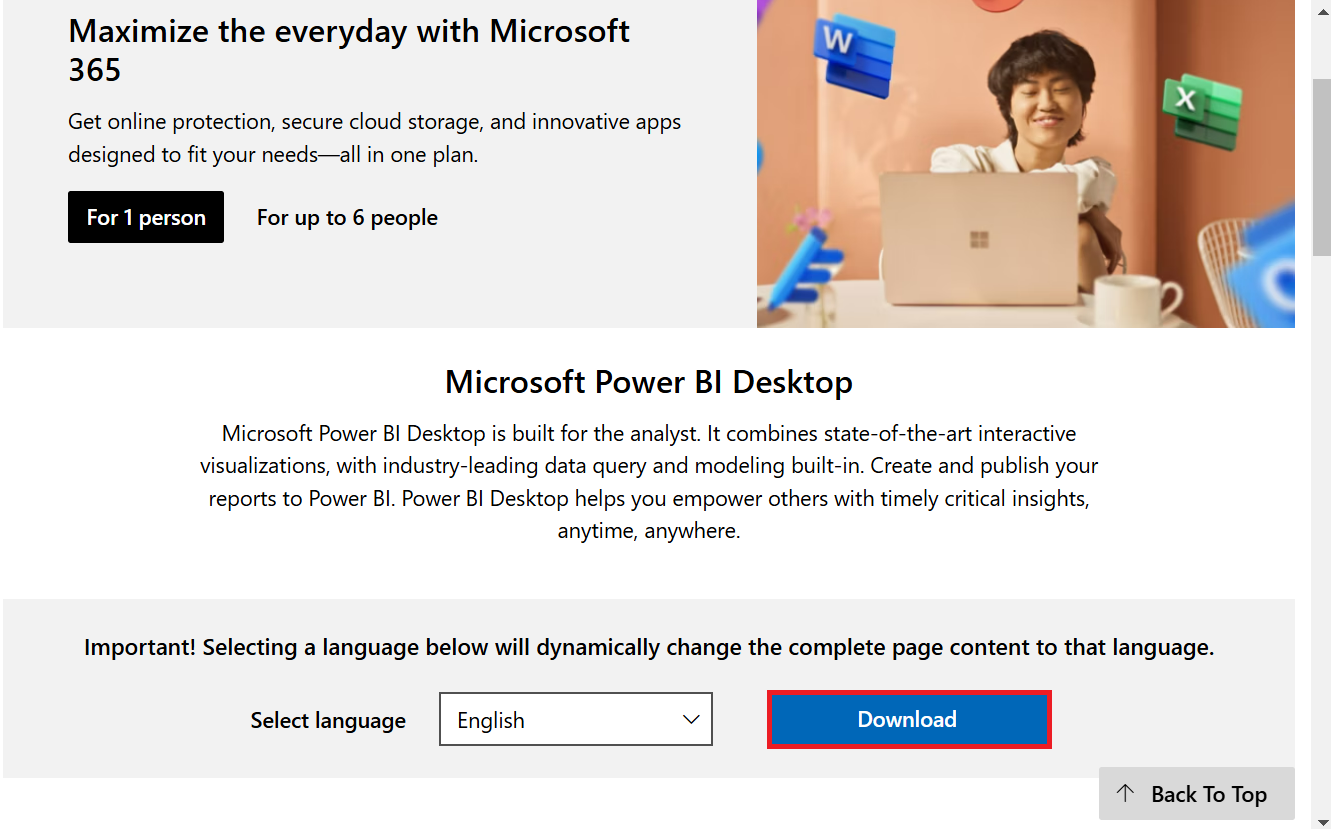 Maximize the everyday with Microsoft
365
Get online protection, secure cloud storage, and innovative apps
designed to fit your needs—all in one plan.
For 1 person
For up to 6 people
W
X
Microsoft Power BI Desktop
Microsoft Power BI Desktop is built for the analyst. It combines state-of-the-art interactive
visualizations, with industry-leading data query and modeling built-in. Create and publish your
reports to Power BI. Power BI Desktop helps you empower others with timely critical insights,
anytime, anywhere.
Important! Selecting a language below will dynamically change the complete page content to that language.
Select language
English
Download
Back To Top